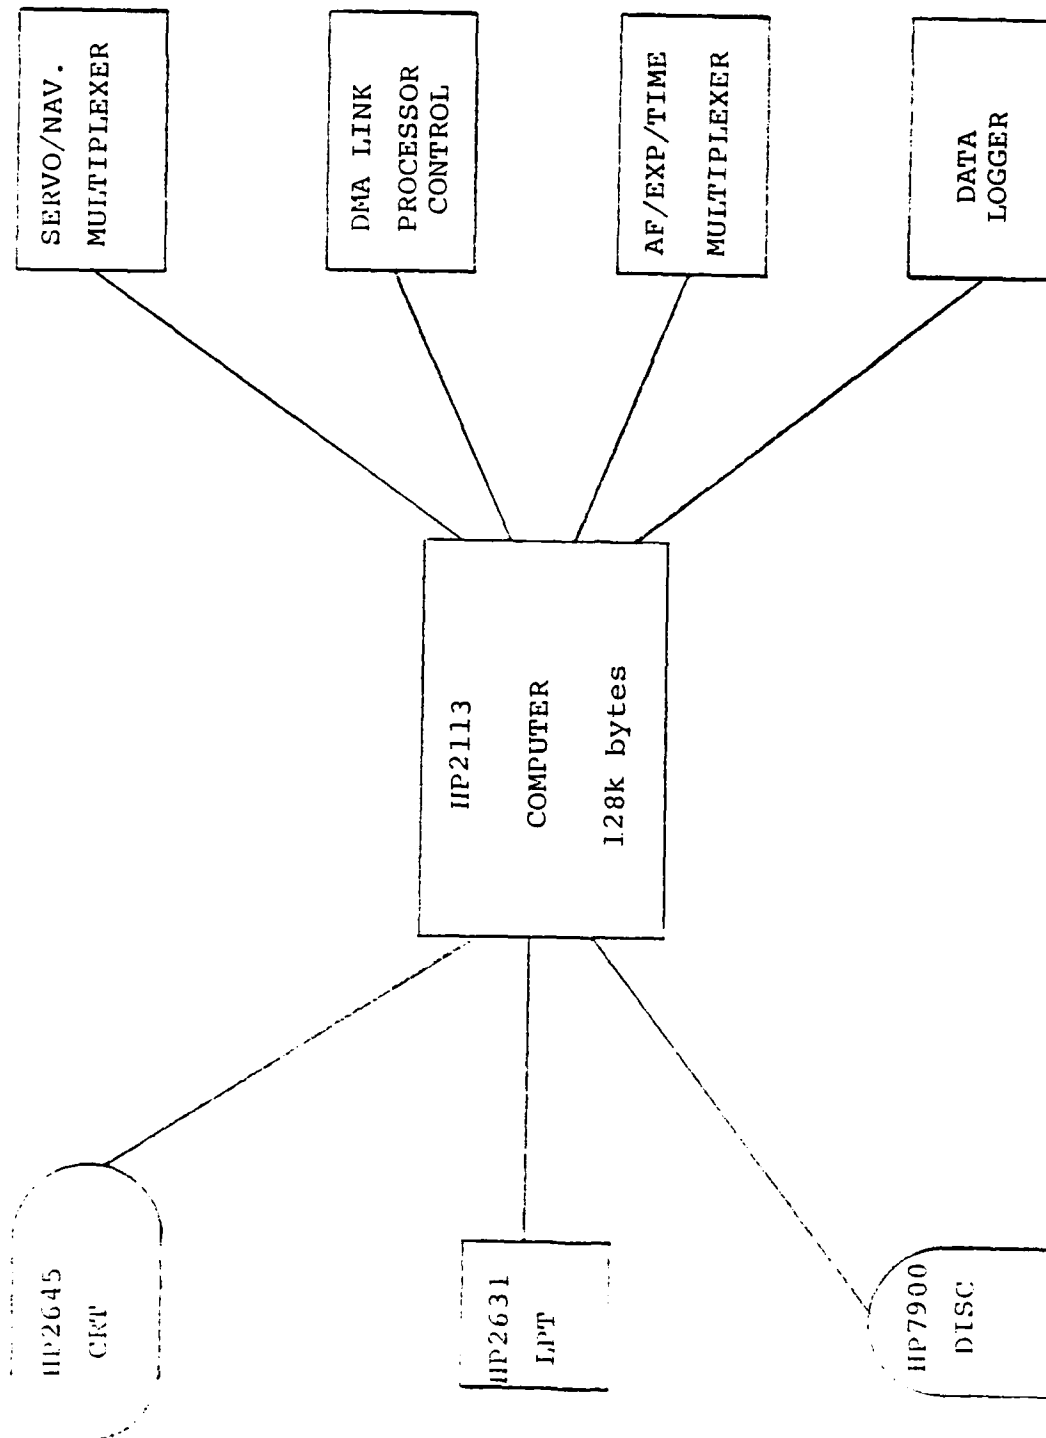 HP2645
CRT
HP2631
LPT
HP7900
DISC
HP2113
COMPUTER
128k bytes
SERVO/NAV.
MULTIPLEXER
DMA LINK
PROCESSOR
CONTROL
AF/EXP/TIME
MULTIPLEXER
DATA
LOGGER